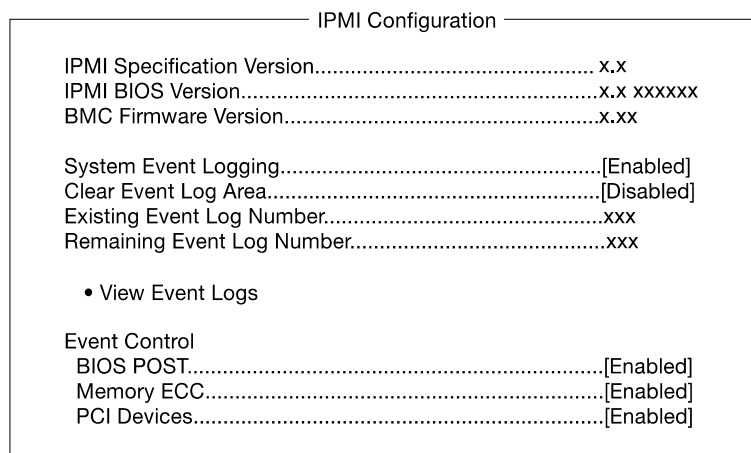 IPMI Configuration
IPMI Specification Version.................................................. x.x
IPMI BIOS Version................................................................x.x xxxxxx
BMC Firmware Version........................................................x.xx
System Event Logging.........................................................[Enabled]
Clear Event Log Area...........................................................[Disabled]
Existing Event Log Number..................................................xxx
Remaining Event Log Number..............................................xxx
• View Event Logs
Event Control
BIOS POST.........................................................................[Enabled]
Memory ECC......................................................................[Enabled]
PCI Devices........................................................................[Enabled]